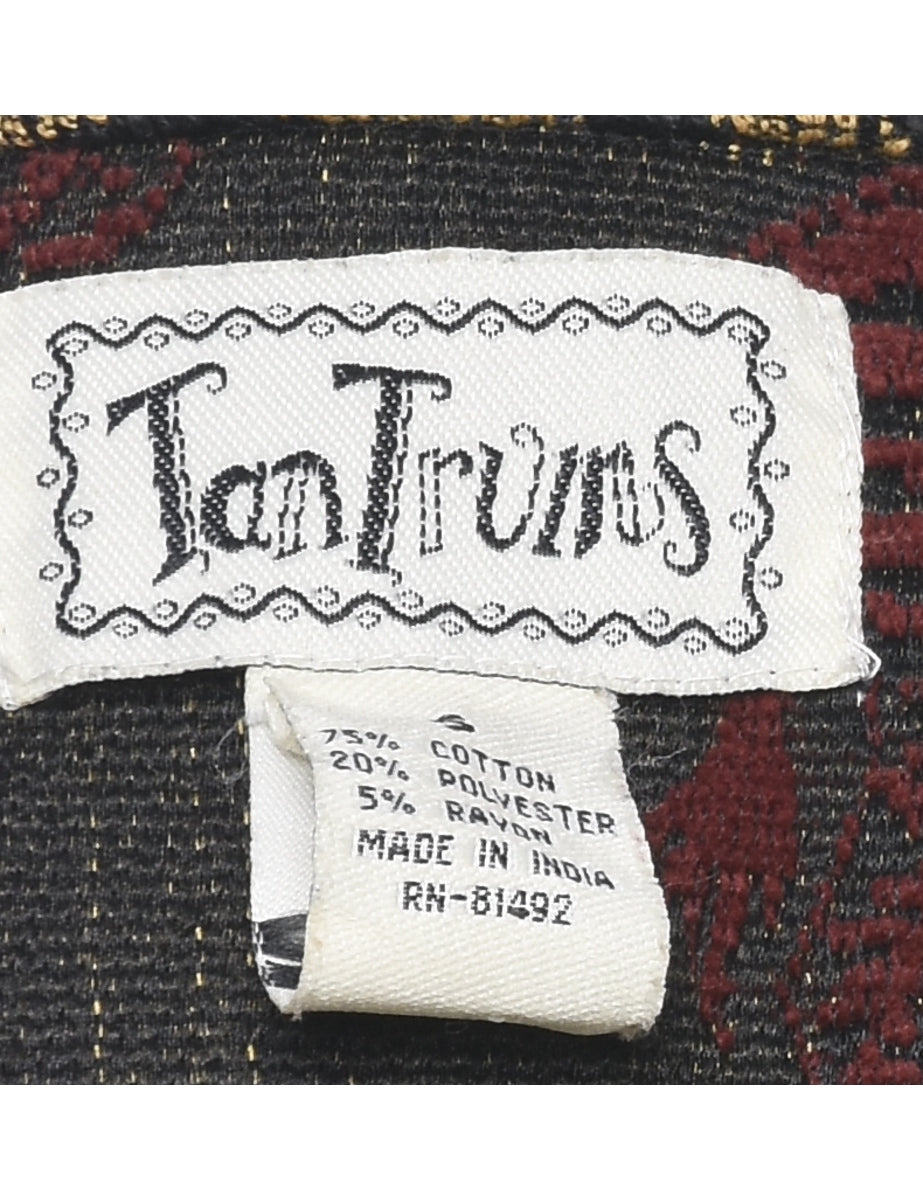 TanTrums
S
75% COTTON
20% POLYESTER
5% RAYON
MADE IN INDIA
RN-81492